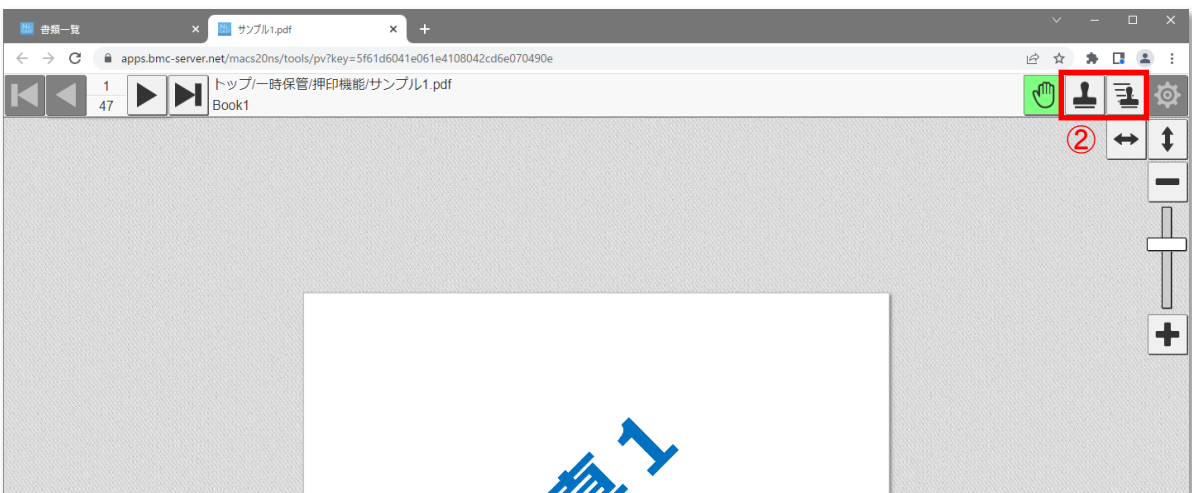 書類一覧
サンプル1.pdf
apps.bmc-server.net/macs20ns/tools/pv?key=5f61d6041e061e4108042cd6e070490e
1
47
トップ/一時保管/押印機能/サンプル1.pdf
Book1
②
1